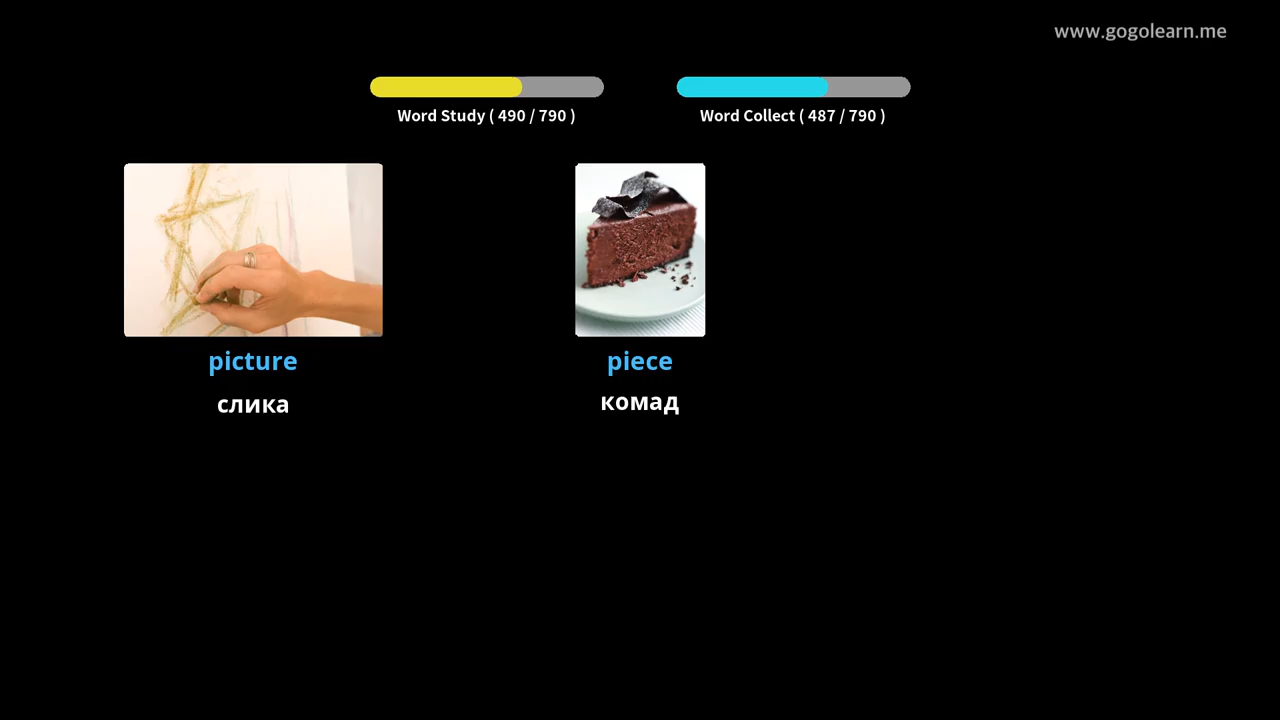 www.gogolearn.me
Word Study ( 490 / 790 )
Word Collect ( 487 / 790 )
picture
слика
piece
комад